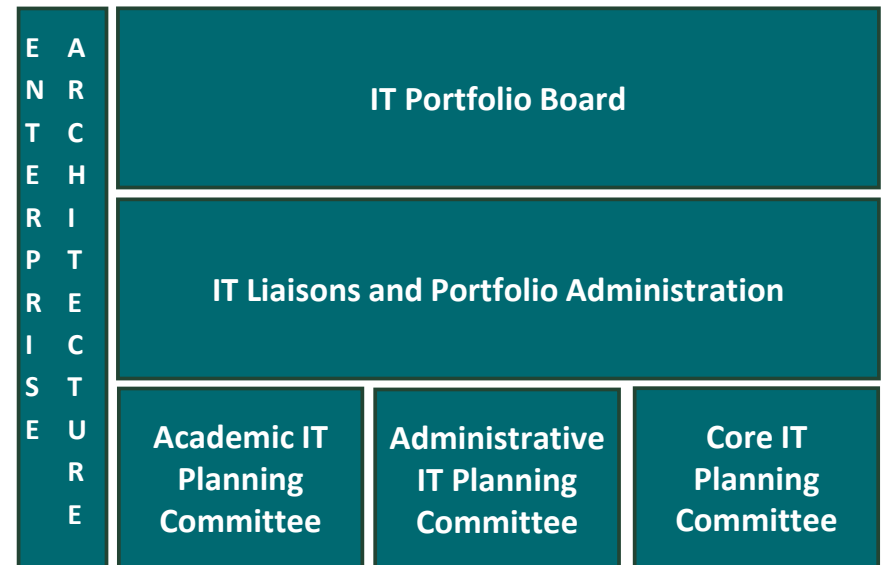 ENTERPRISE
ARCHITECTURE
IT Portfolio Board
IT Liaisons and Portfolio Administration
Academic IT
Planning
Committee
Administrative
IT Planning
Committee
Core IT
Planning
Committee